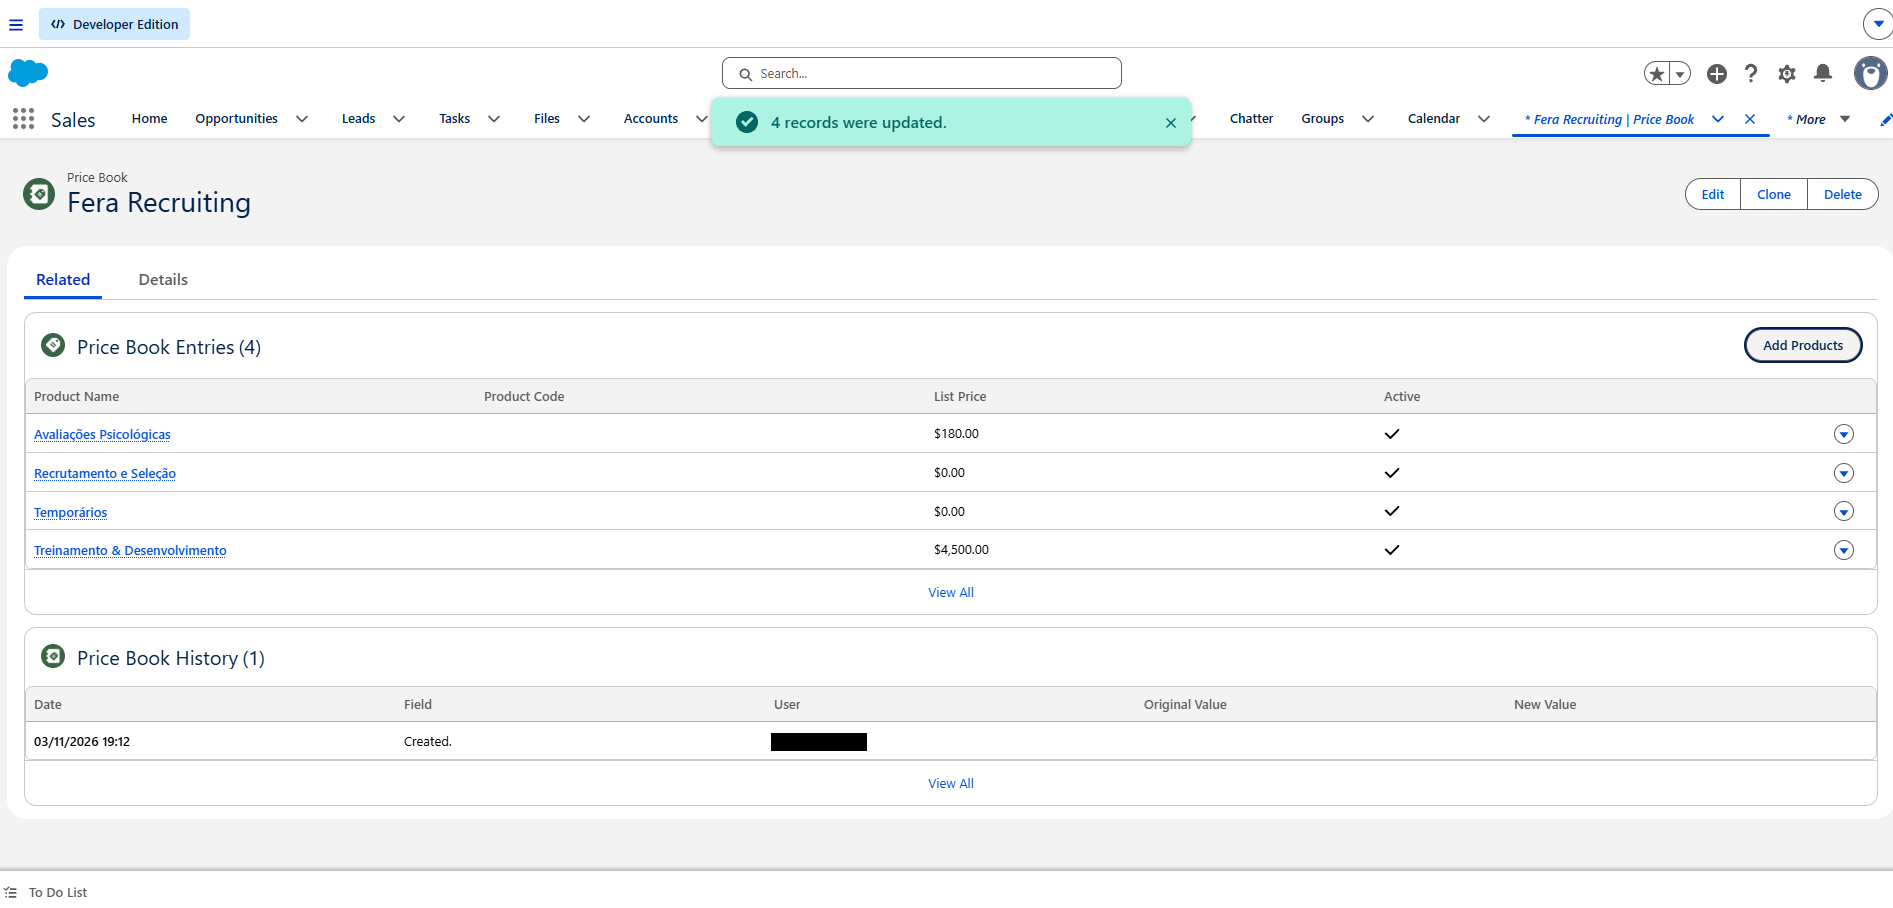 Developer Edition
Search...
Sales Home Opportunities Leads Tasks Files Accounts Chatter Groups Calendar * Fera Recruiting | Price Book * More
4 records were updated.
Price Book
Fera Recruiting
Edit Clone Delete
Related Details
Price Book Entries (4) Add Products
Product Name Product Code List Price Active
Avaliações Psicológicas $180.00
Recrutamento e Seleção $0.00
Temporários $0.00
Treinamento & Desenvolvimento $4,500.00
View All
Price Book History (1)
Date Field User Original Value New Value
03/11/2026 19:12 Created.
View All
To Do List